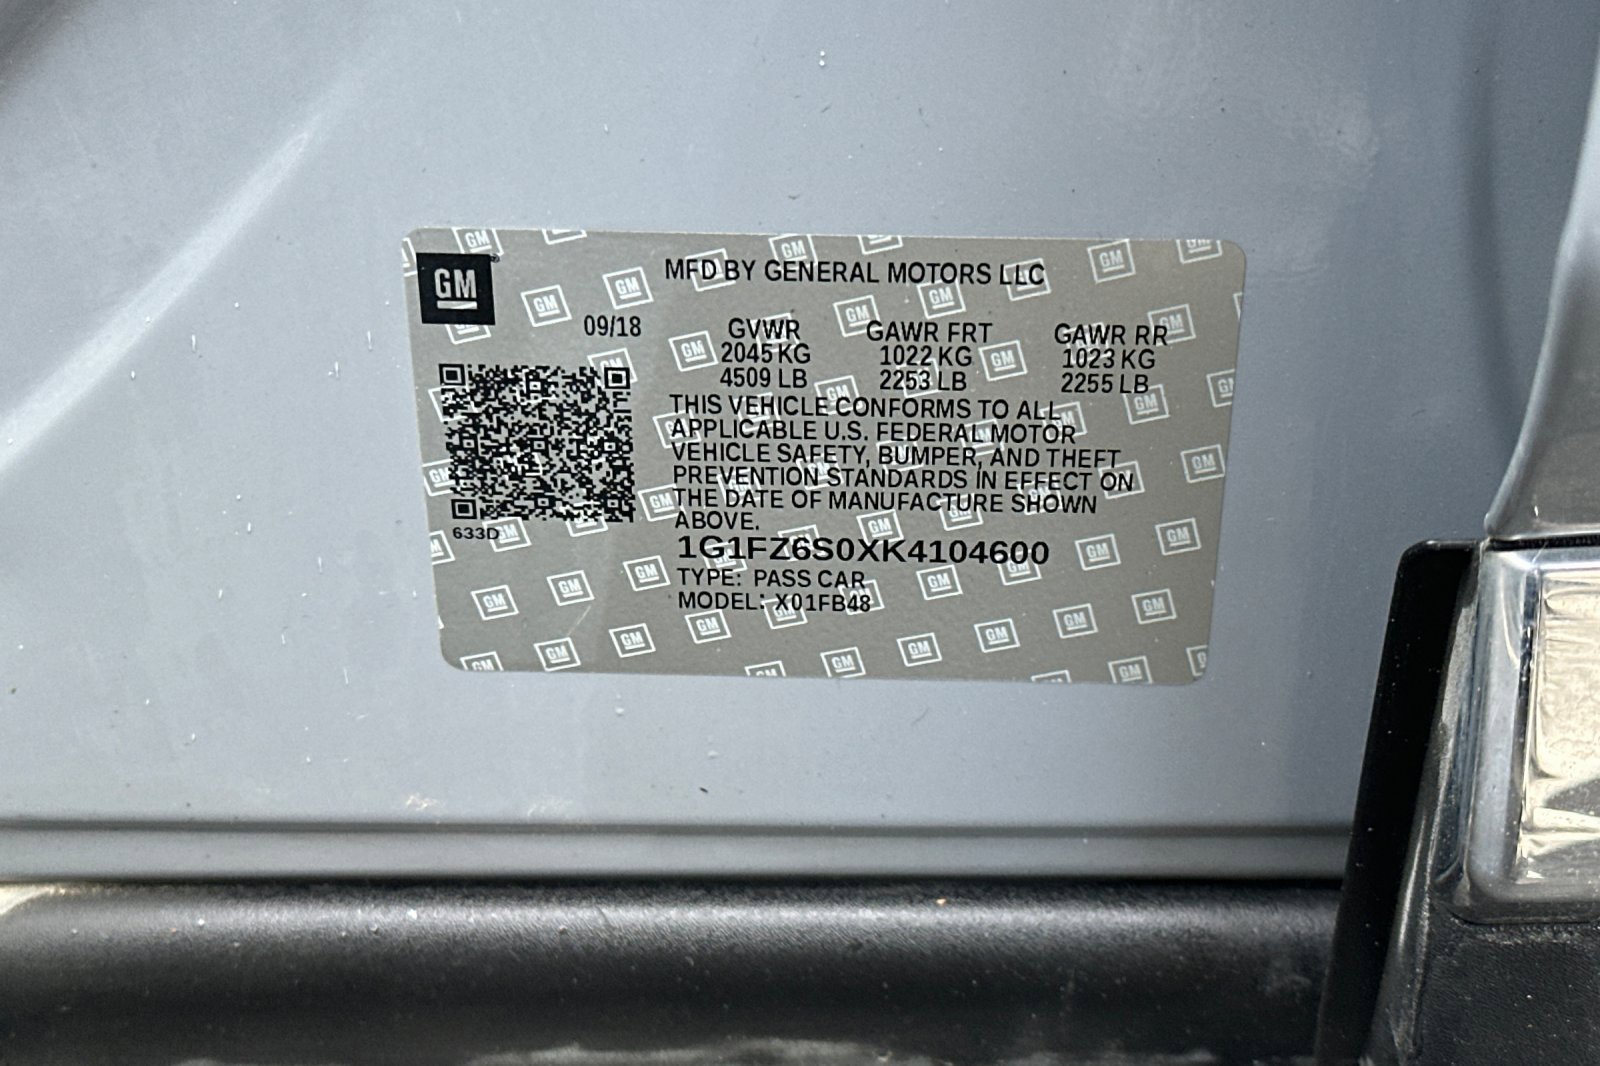 GM
MFD BY GENERAL MOTORS LLC
09/18
GVWR GAWR FRT GAWR RR
2045 KG 1022 KG 1023 KG
4509 LB 2253 LB 2255 LB
THIS VEHICLE CONFORMS TO ALL
APPLICABLE U.S. FEDERAL MOTOR
VEHICLE SAFETY, BUMPER, AND THEFT
PREVENTION STANDARDS IN EFFECT ON
THE DATE OF MANUFACTURE SHOWN
ABOVE.
633D
1G1FZ6S0XK4104600
TYPE: PASS CAR
MODEL: X01FB48